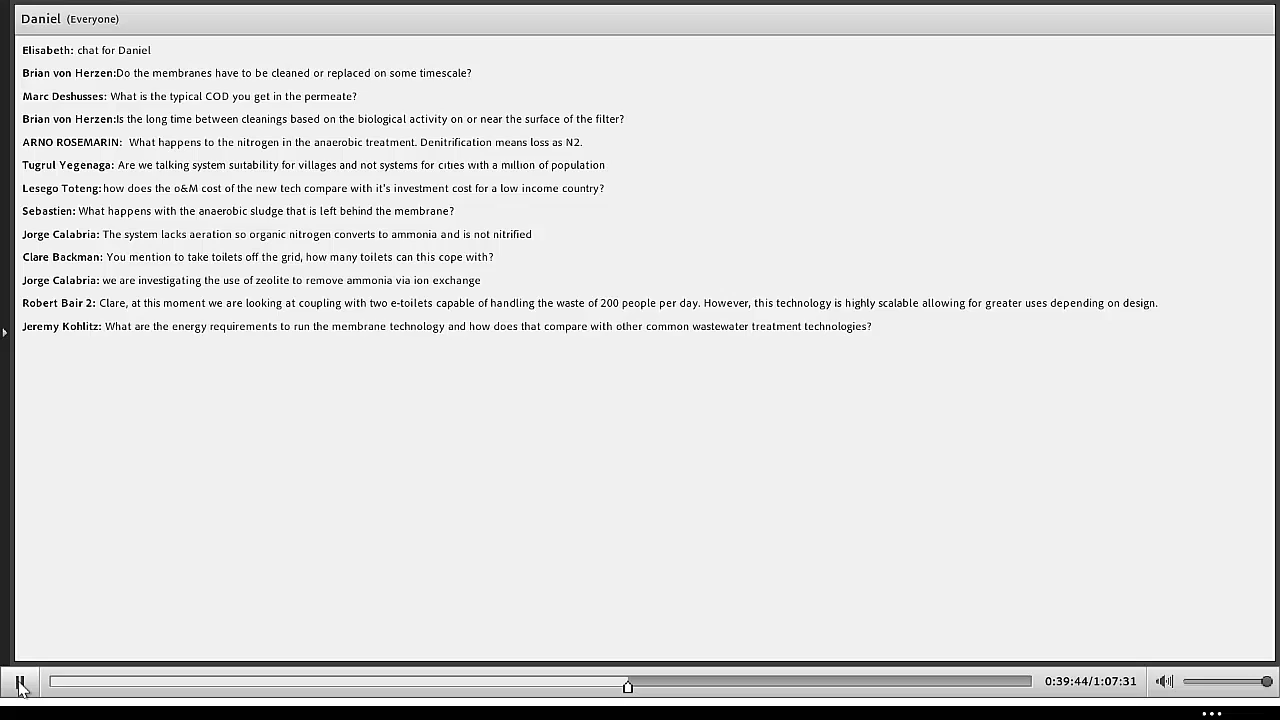 Daniel (Everyone)
Elisabeth: chat for Daniel
Brian von Herzen:Do the membranes have to be cleaned or replaced on some timescale?
Marc Deshusses: What is the typical COD you get in the permeate?
Brian von Herzen:Is the long time between cleanings based on the biological activity on or near the surface of the filter?
ARNO ROSEMARIN: What happens to the nitrogen in the anaerobic treatment. Denitrification means loss as N2.
Tugrul Yegenaga: Are we talking system suitability for villages and not systems for cities with a million of population
Lesego Toteng:how does the o&M cost of the new tech compare with it's investment cost for a low income country?
Sebastien: What happens with the anaerobic sludge that is left behind the membrane?
Jorge Calabria: The system lacks aeration so organic nitrogen converts to ammonia and is not nitrified
Clare Backman: You mention to take toilets off the grid, how many toilets can this cope with?
Jorge Calabria: we are investigating the use of zeolite to remove ammonia via ion exchange
Robert Bair 2: Clare, at this moment we are looking at coupling with two e-toilets capable of handling the waste of 200 people per day. However, this technology is highly scalable allowing for greater uses depending on design.
Jeremy Kohlitz: What are the energy requirements to run the membrane technology and how does that compare with other common wastewater treatment technologies?
0:39:44/1:07:31